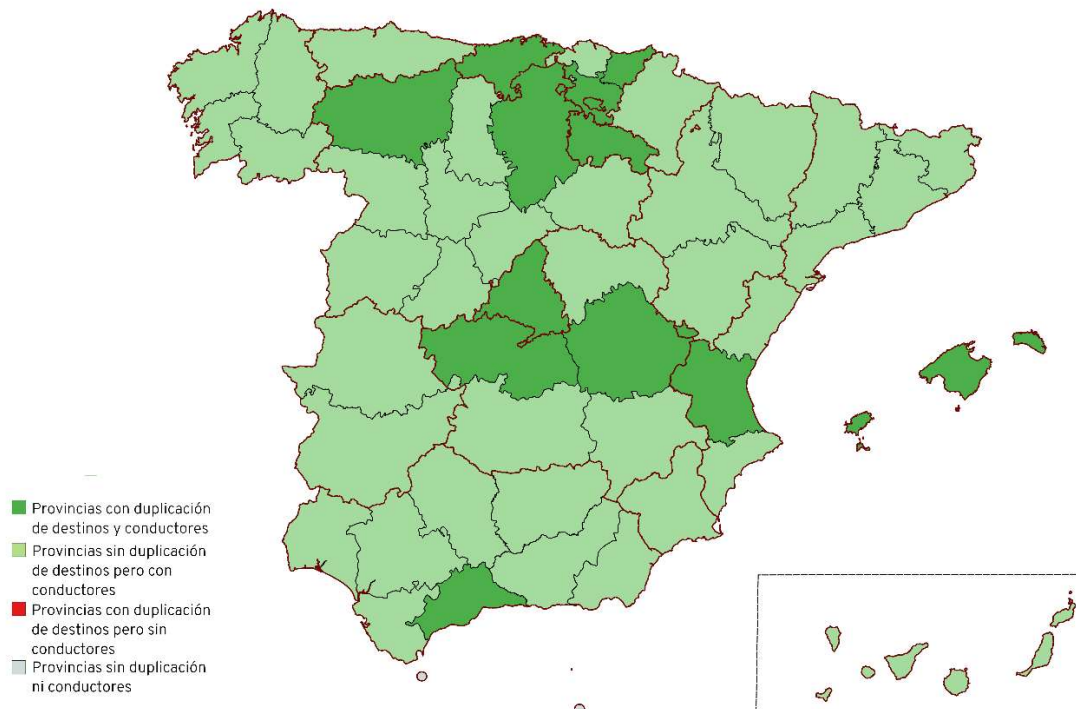 Provincias con duplicación
de destinos y conductores
Provincias sin duplicación
de destinos pero con
conductores
Provincias con duplicación
de destinos pero sin
conductores
Provincias sin duplicación
ni conductores